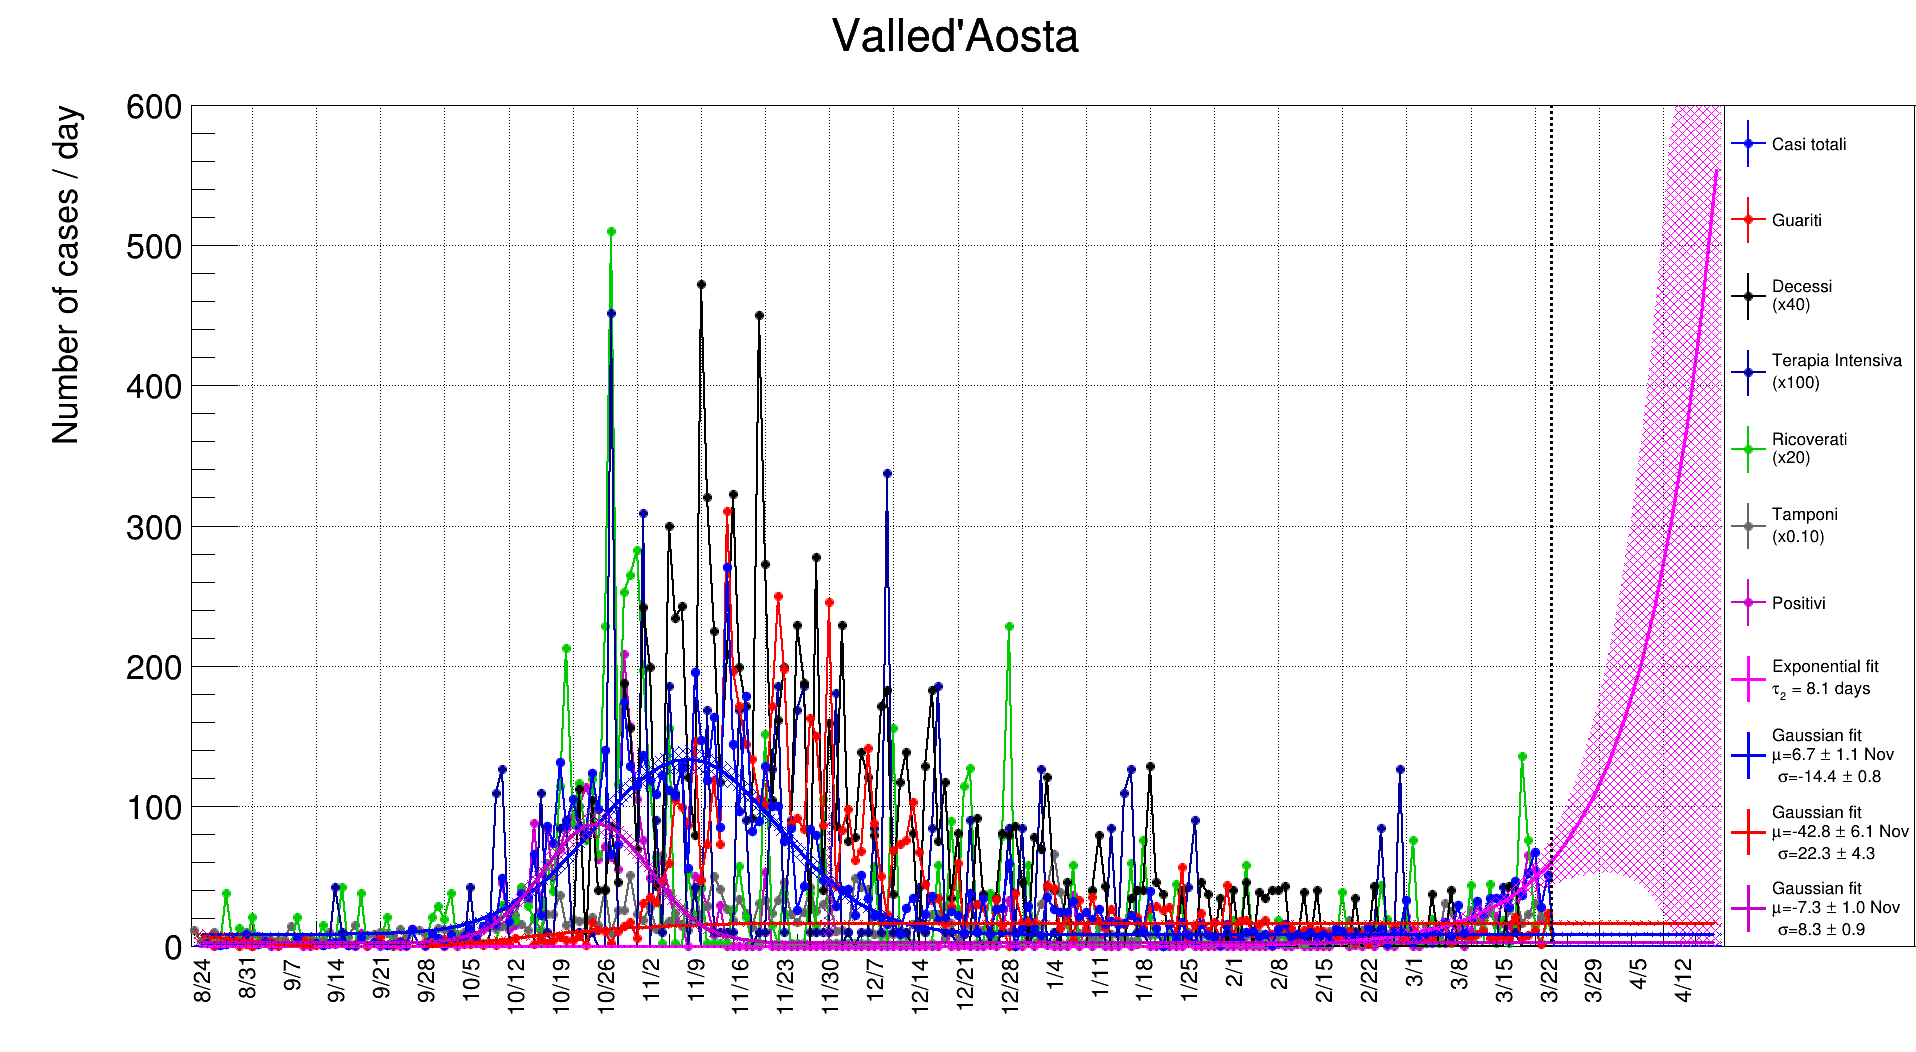 Valled'Aosta
Number of cases / day
600
500
400
300
200
100
0
8/24
8/31
9/7
9/14
9/21
9/28
10/5
10/12
10/19
10/26
11/2
11/9
11/16
11/23
11/30
12/7
12/14
12/21
12/28
1/4
1/11
1/18
1/25
2/1
2/8
2/15
2/22
3/1
3/8
3/15
3/22
3/29
4/5
4/12
Casi totali
Guariti
Decessi
(x40)
Terapia Intensiva
(x100)
Ricoverati
(x20)
Tamponi
(x0.10)
Positivi
Exponential fit
τ₂ = 8.1 days
Gaussian fit
μ=6.7 ± 1.1 Nov
σ=-14.4 ± 0.8
Gaussian fit
μ=-42.8 ± 6.1 Nov
σ=22.3 ± 4.3
Gaussian fit
μ=-7.3 ± 1.0 Nov
σ=8.3 ± 0.9